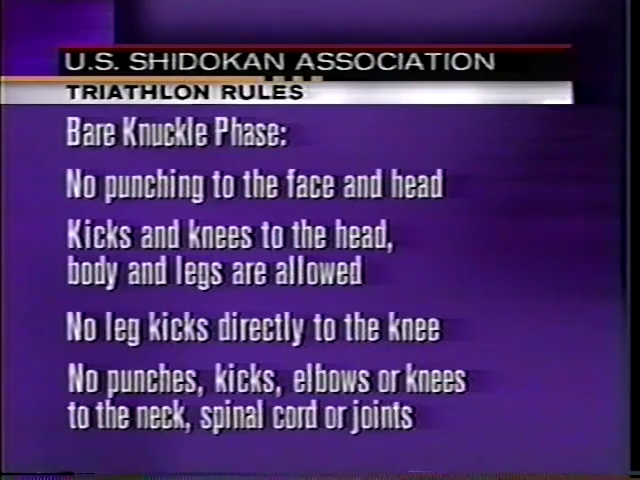 U.S. SHIDOKAN ASSOCIATION
TRIATHLON RULES
Bare Knuckle Phase:
No punching to the face and head
Kicks and knees to the head,
body and legs are allowed
No leg kicks directly to the knee
No punches, kicks, elbows or knees
to the neck, spinal cord or joints